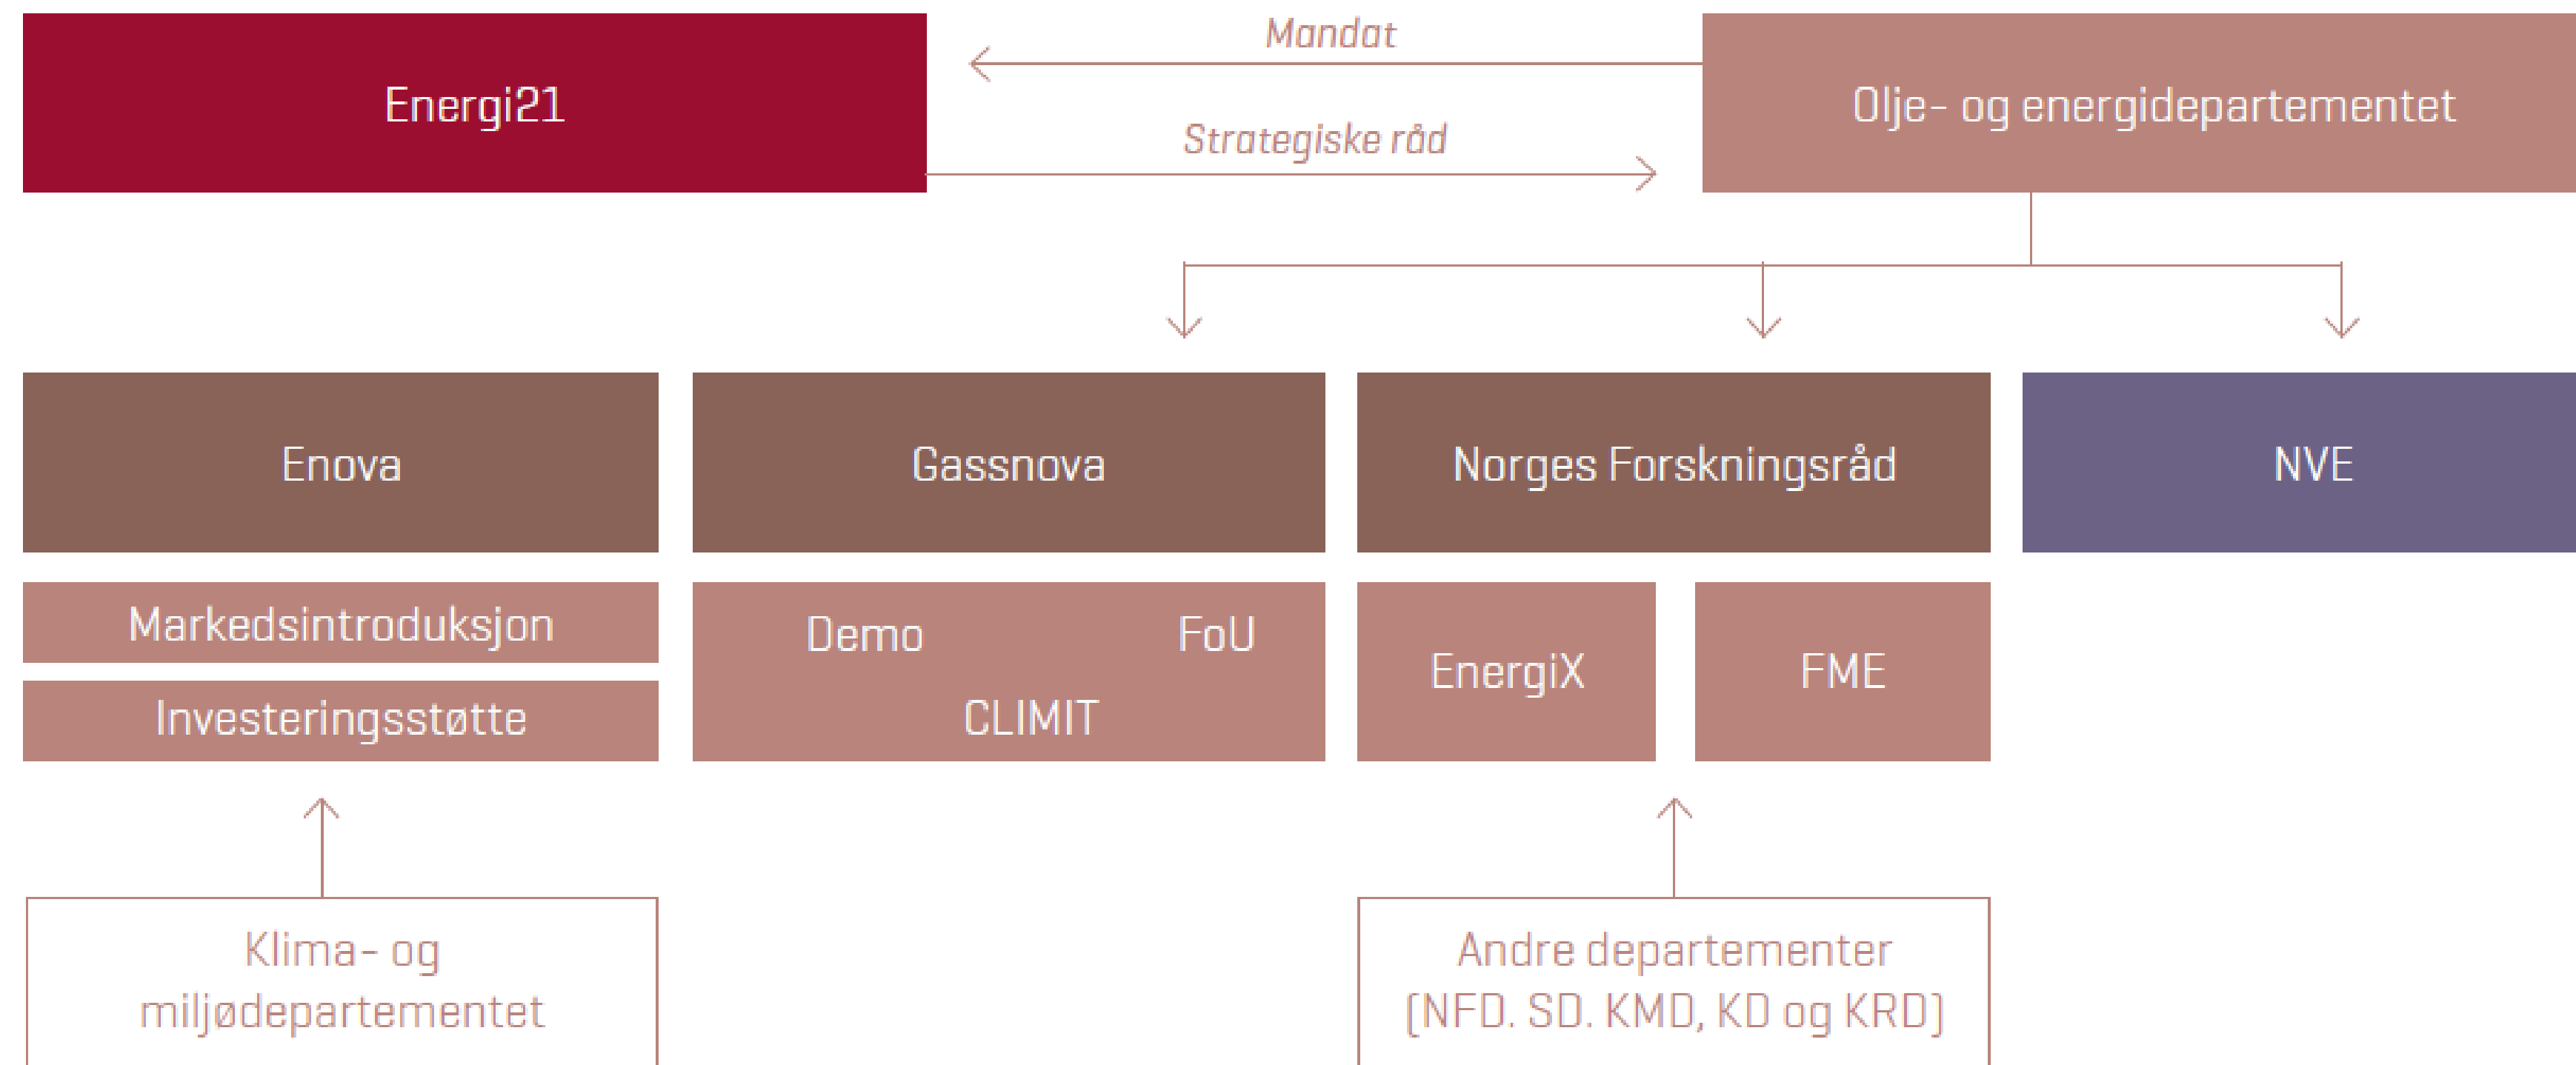 Mandat
Energi21
Olje- og energidepartementet
Strategiske råd
Enova
Gassnova
Norges Forskningsråd
NVE
Markedsintroduksjon
Investeringsstøtte
Demo
FoU
CLIMIT
EnergiX
FME
Klima- og
miljødepartementet
Andre departementer
(NFD. SD. KMD, KD og KRD)